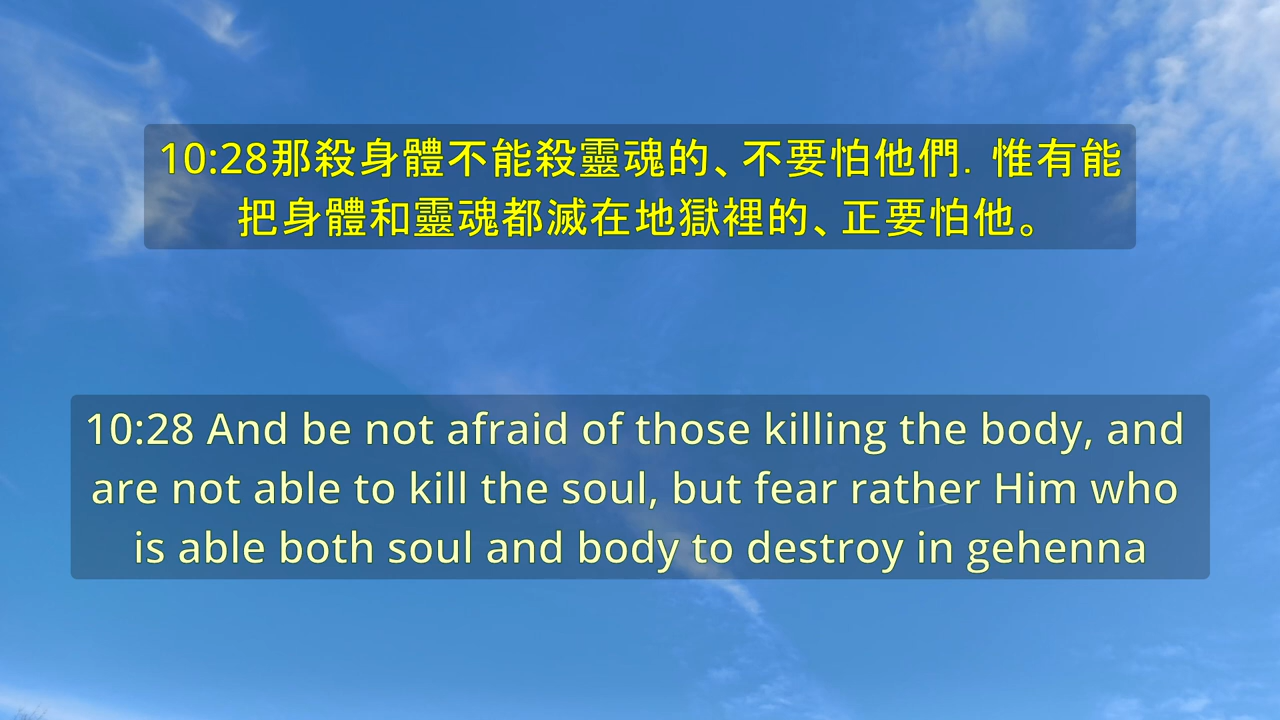 10:28那殺身體不能殺靈魂的、不要怕他們．惟有能
把身體和靈魂都滅在地獄裡的、正要怕他。
10:28 And be not afraid of those killing the body, and
are not able to kill the soul, but fear rather Him who
is able both soul and body to destroy in gehenna